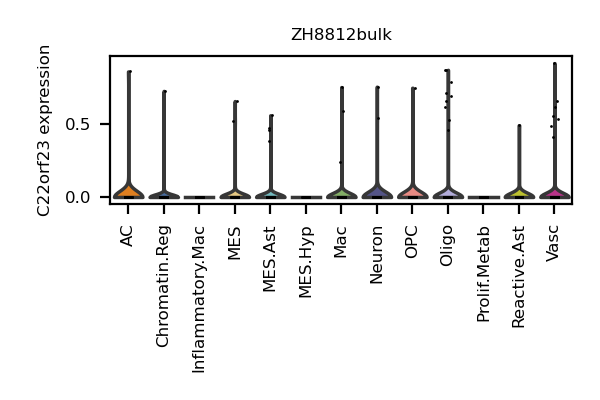 ZH8812bulk
C22orf23 expression
0.5
0.0
AC
Chromatin.Reg
Inflammatory.Mac
MES
MES.Ast
MES.Hyp
Mac
Neuron
OPC
Oligo
Prolif.Metab
Reactive.Ast
Vasc